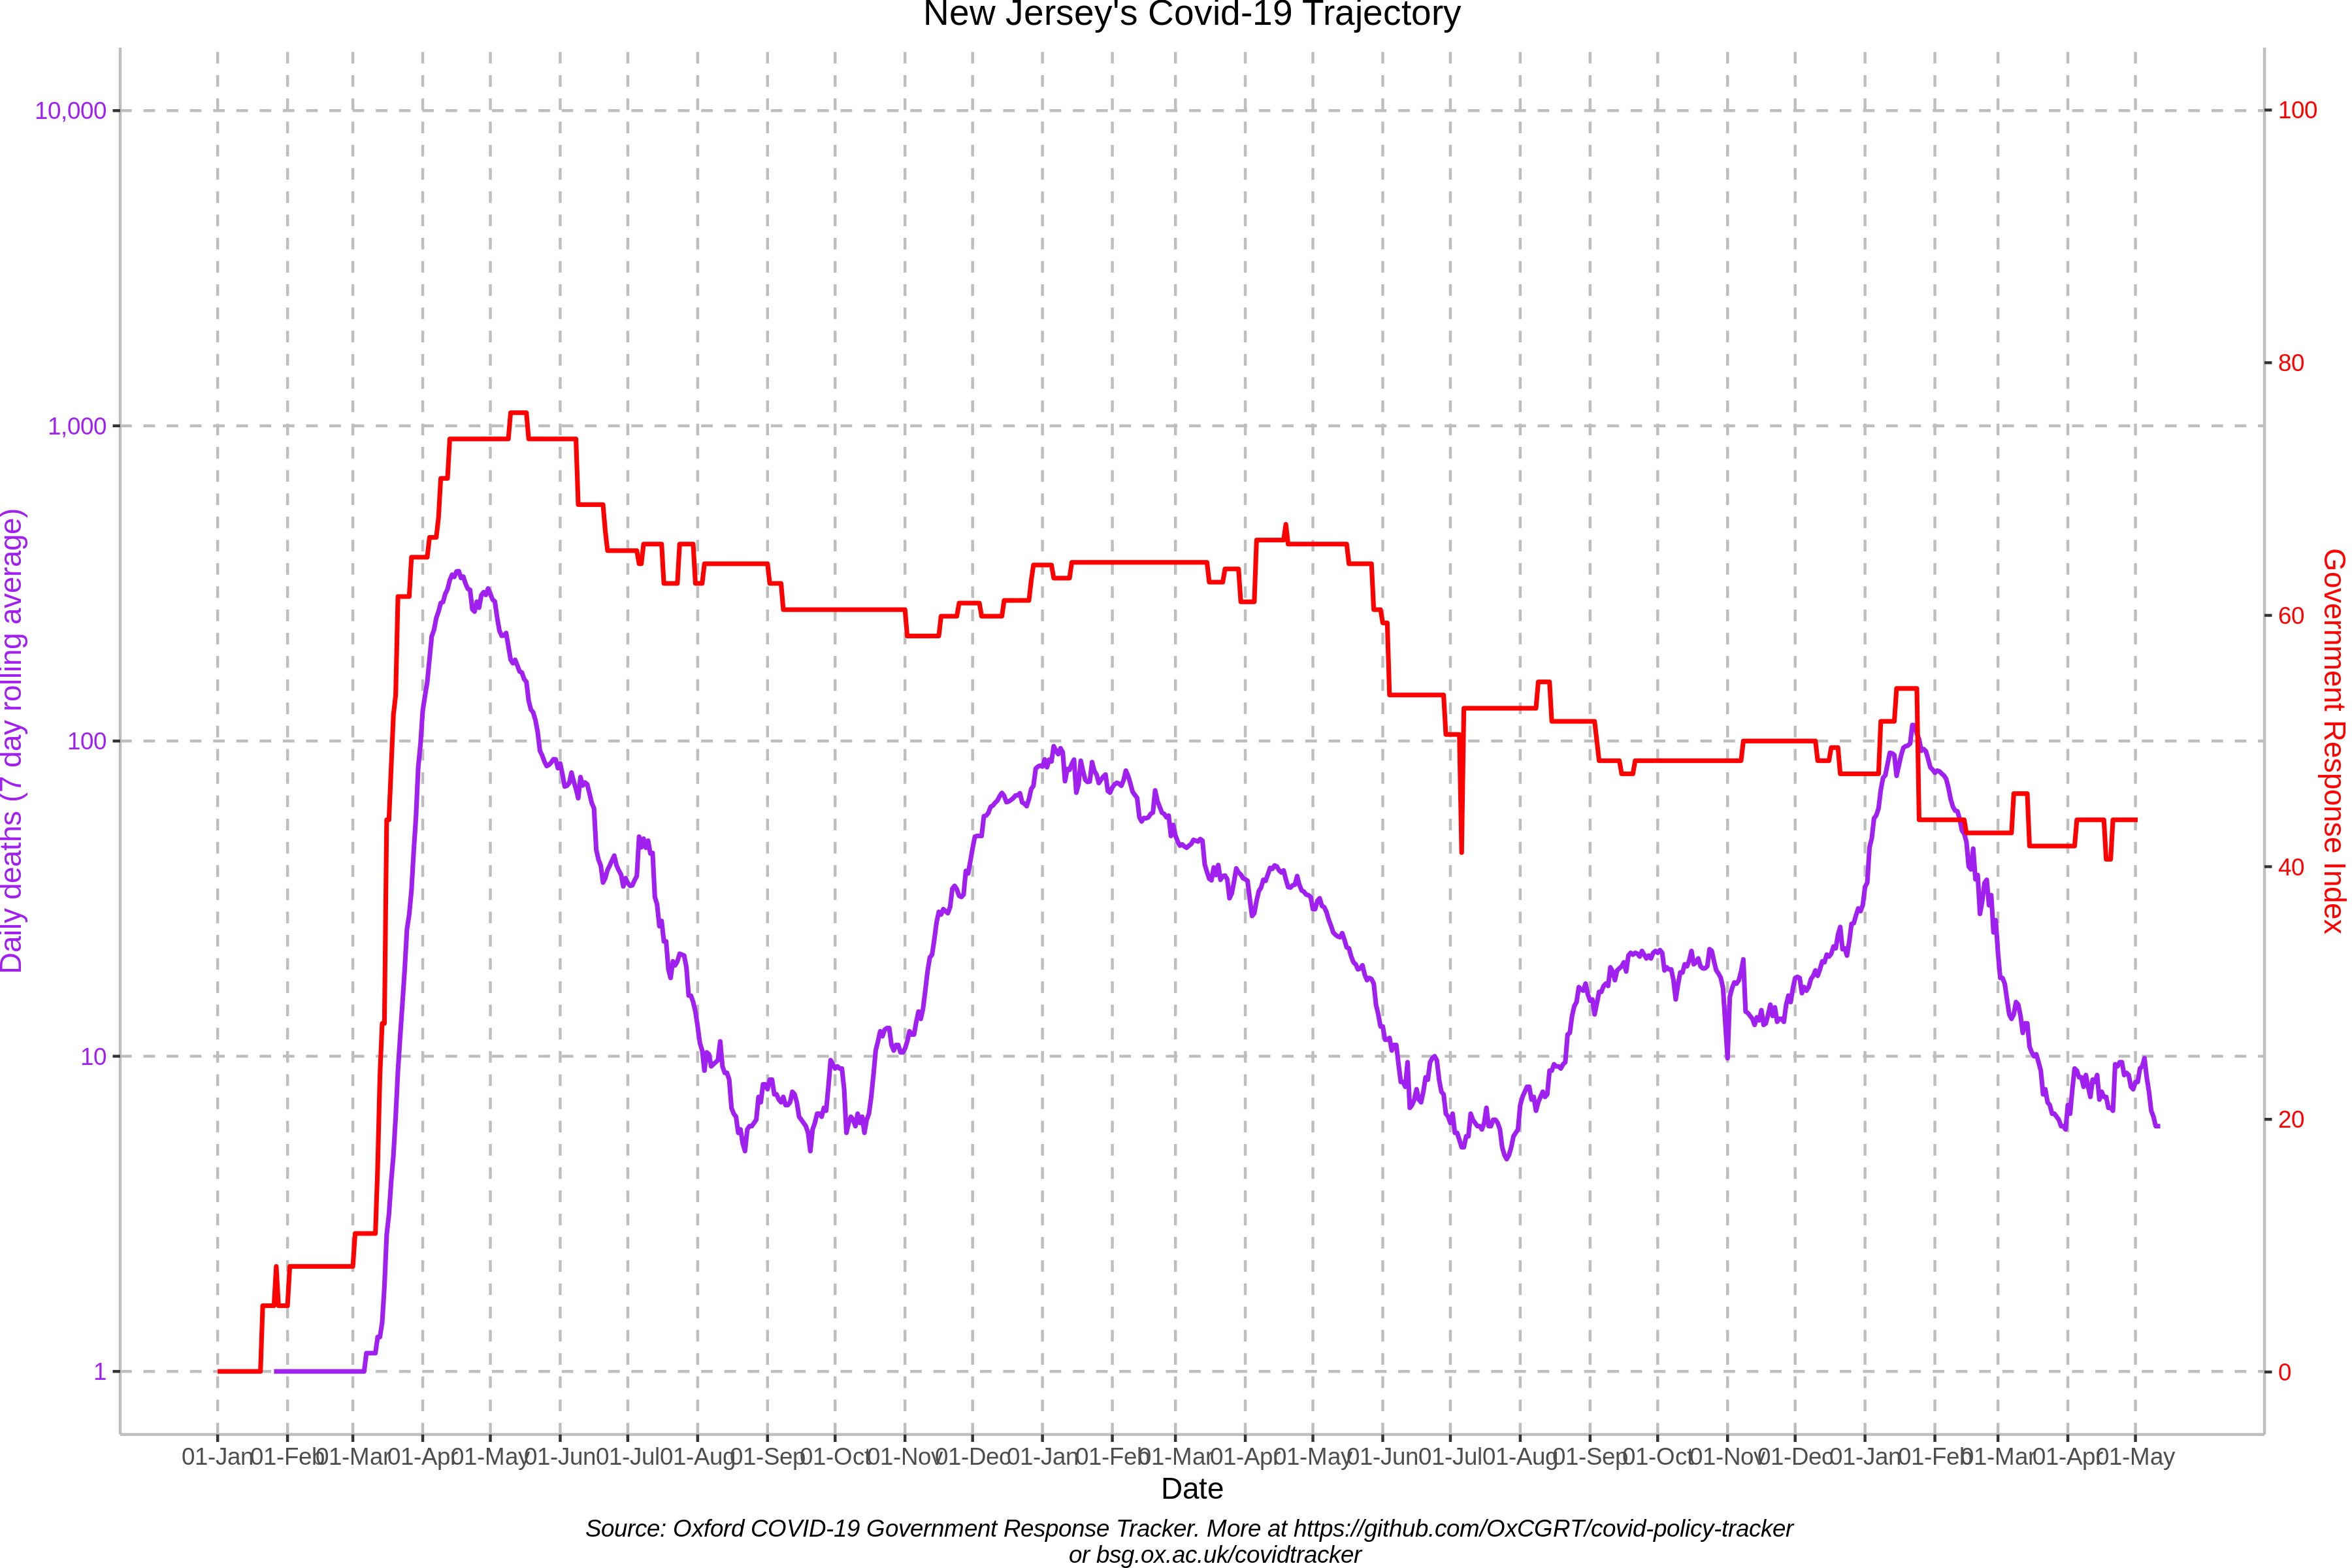 New Jersey's Covid-19 Trajectory
10,000
1,000
100
10
1
Daily deaths (7 day rolling average)
100
80
60
40
20
0
Government Response Index
01-Jan 01-Feb 01-Mar 01-Apr 01-May 01-Jun 01-Jul 01-Aug 01-Sep 01-Oct 01-Nov 01-Dec 01-Jan 01-Feb 01-Mar 01-Apr 01-May 01-Jun 01-Jul 01-Aug 01-Sep 01-Oct 01-Nov 01-Dec 01-Jan 01-Feb 01-Mar 01-Apr 01-May
Date
Source: Oxford COVID-19 Government Response Tracker. More at https://github.com/OxCGRT/covid-policy-tracker
or bsg.ox.ac.uk/covidtracker